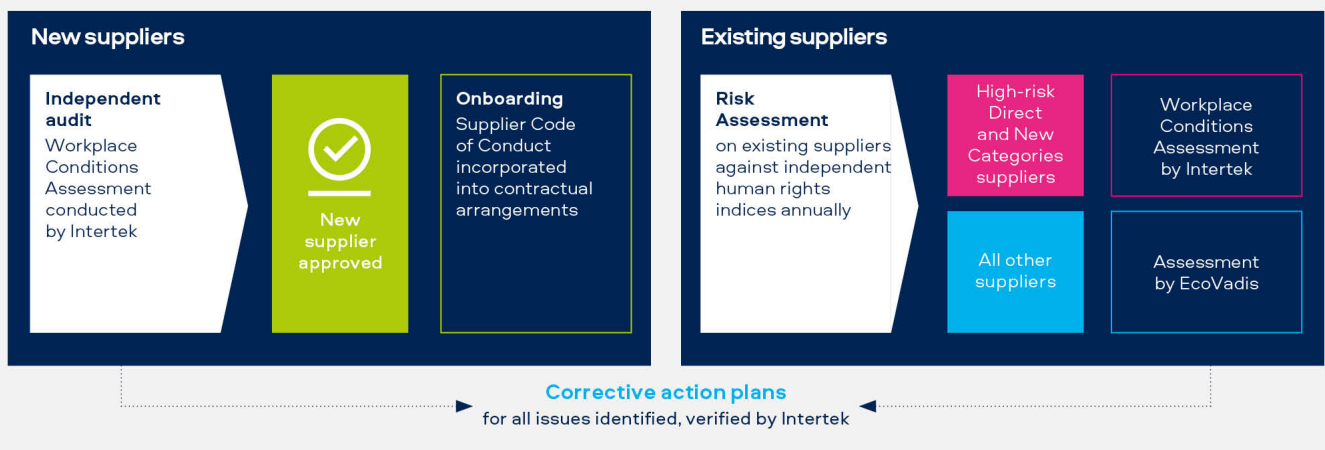 New suppliers
Independent
audit
Workplace
Conditions
Assessment
conducted
by Intertek
New
supplier
approved
Onboarding
Supplier Code
of Conduct
incorporated
into contractual
arrangements
Existing suppliers
Risk
Assessment
on existing suppliers
against independent
human rights
indices annually
High-risk
Direct
and New
Categories
suppliers
Workplace
Conditions
Assessment
by Intertek
All other
suppliers
Assessment
by EcoVadis
Corrective action plans
for all issues identified, verified by Intertek